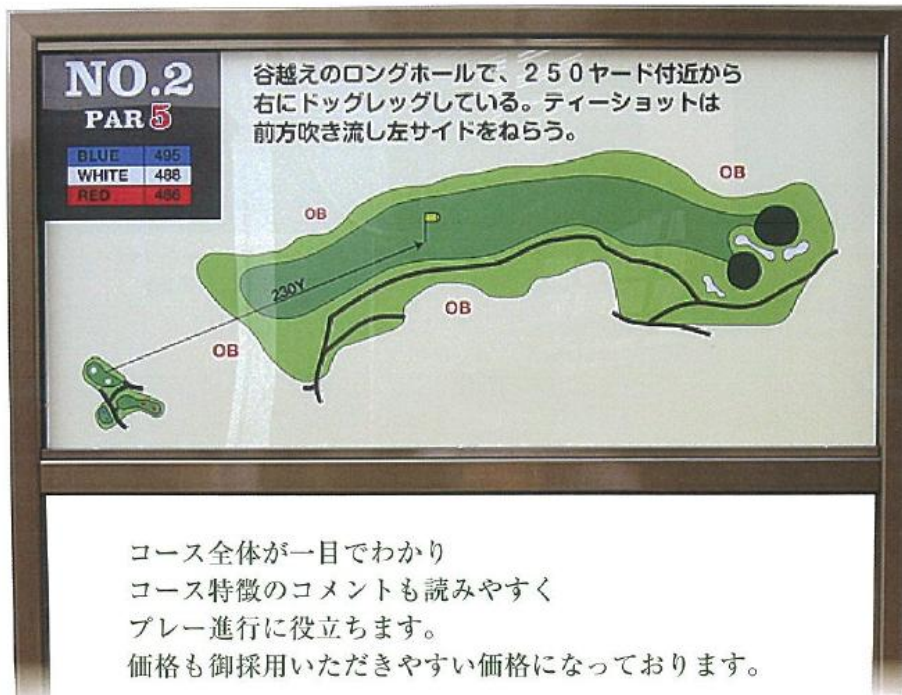 NO.2
PAR 5
BLUE 495
WHITE 488
RED 466
谷越えのロングホールで、250ヤード付近から
右にドッグレッグしている。ティーショットは
前方吹き流し左サイドをねらう。
OB
OB
230Y
OB
OB
コース全体が一目でわかり
コース特徴のコメントも読みやすく
プレー進行に役立ちます。
価格も御採用いただきやすい価格になっております。